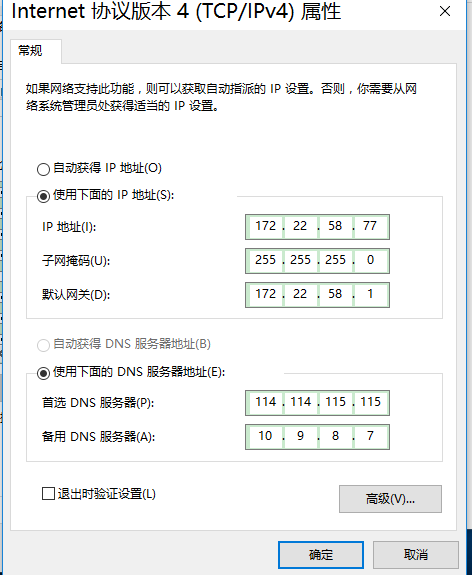 Internet 协议版本 4 (TCP/IPv4) 属性
常规
如果网络支持此功能，则可以获取自动指派的 IP 设置。否则，你需要从网
络系统管理员处获得适当的 IP 设置。
自动获得 IP 地址(O)
使用下面的 IP 地址(S):
IP 地址(I): 172 . 22 . 58 . 77
子网掩码(U): 255 . 255 . 255 . 0
默认网关(D): 172 . 22 . 58 . 1
自动获得 DNS 服务器地址(B)
使用下面的 DNS 服务器地址(E):
首选 DNS 服务器(P): 114 . 114 . 115 . 115
备用 DNS 服务器(A): 10 . 9 . 8 . 7
退出时验证设置(L)
高级(V)...
确定 取消